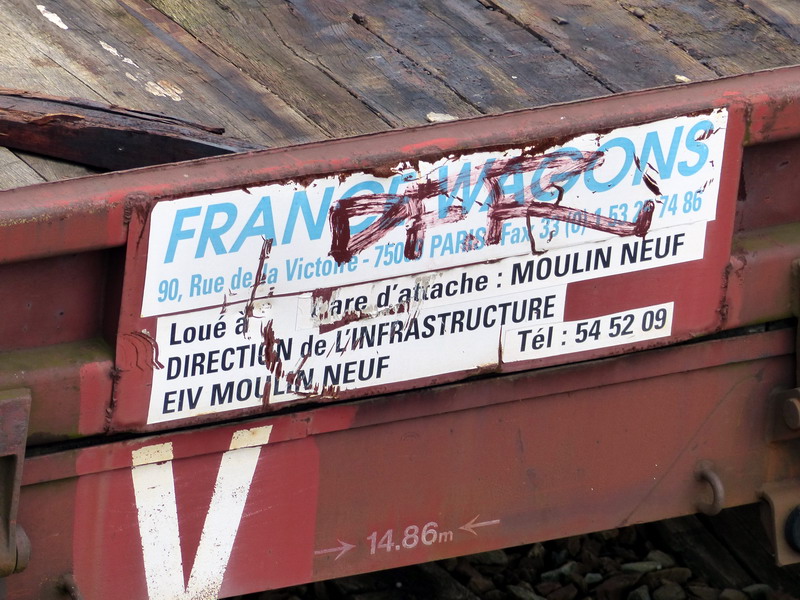 FRANCE WAGONS
90, Rue de la Victoire - 75009 PARIS Fax 33 (0) 1 53 74 86
Loué à Gare d'attache : MOULIN NEUF
DIRECTION de L'INFRASTRUCTURE
Tél : 54 52 09
EIV MOULIN NEUF
V
14.86m